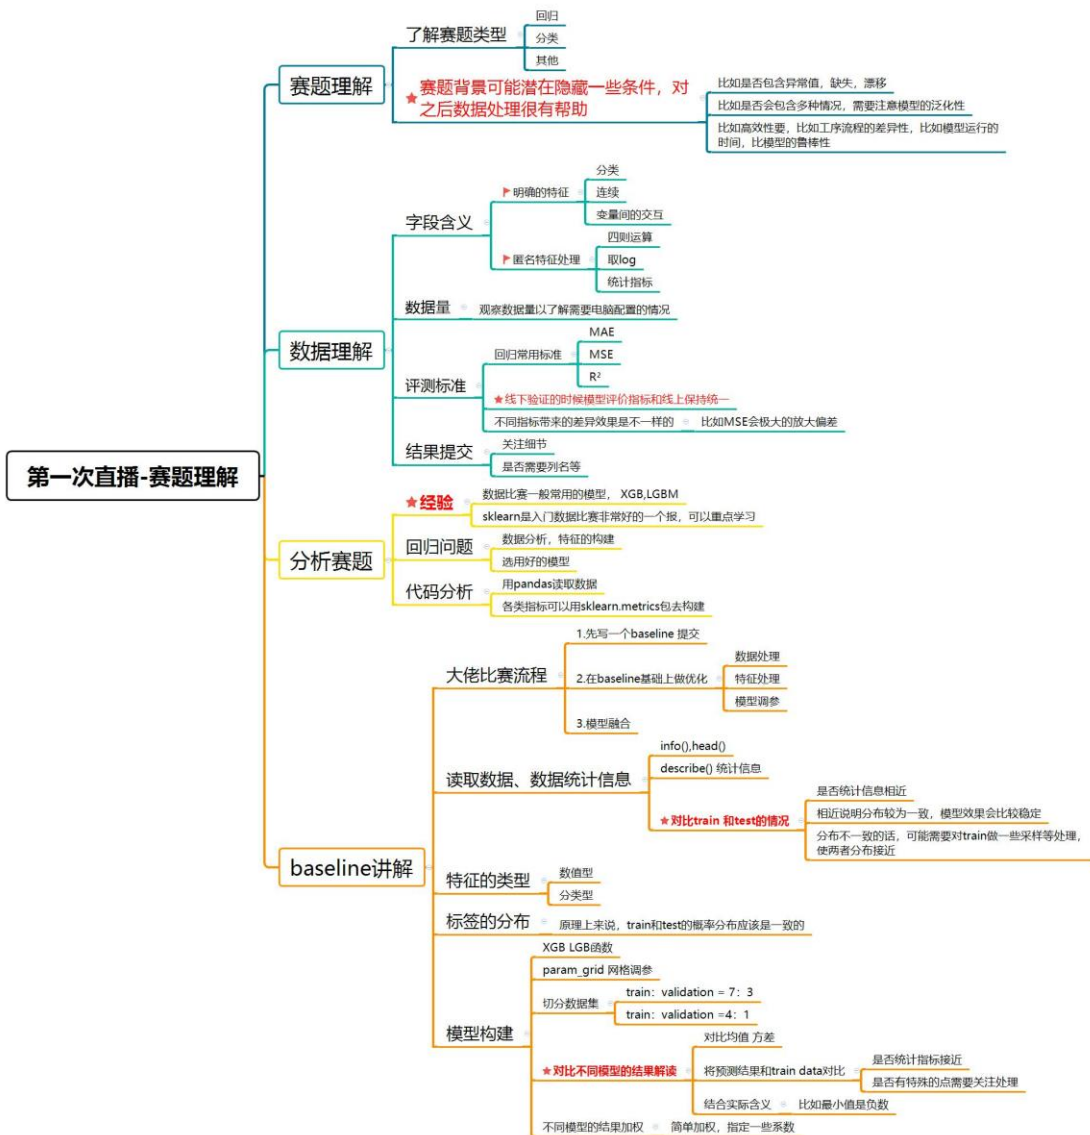 第一次直播-赛题理解
赛题理解
了解赛题类型
回归
分类
其他
赛题背景可能潜在隐藏一些条件，对
之后数据处理很有帮助
比如是否包含异常值，缺失，漂移
比如是否会包含多种情况，需要注意模型的泛化性
比如高效性要，比如工序流程的差异性，比如模型运行的
时间，比模型的鲁棒性
数据理解
字段含义
明确的特征
分类
连续
变量间的交互
匿名特征处理
四则运算
取log
统计指标
数据量
观察数据量以了解需要电脑配置的情况
评测标准
回归常用标准
MAE
MSE
R²
线下验证的时候模型评价指标和线上保持统一
不同指标带来的差异效果是不一样的
比如MSE会极大的放大偏差
结果提交
关注细节
是否需要列名等
分析赛题
经验
数据比赛一般常用的模型， XGB,LGBM
sklearn是入门数据比赛非常好的一个报，可以重点学习
回归问题
数据分析，特征的构建
选用好的模型
代码分析
用pandas读取数据
各类指标可以用sklearn.metrics包去构建
baseline讲解
大佬比赛流程
1.先写一个baseline 提交
2.在baseline基础上做优化
数据处理
特征处理
模型调参
3.模型融合
读取数据、数据统计信息
info(),head()
describe() 统计信息
对比train 和test的情况
是否统计信息相近
相近说明分布较为一致，模型效果会比较稳定
分布不一致的话，可能需要对train做一些采样等处理，
使两者分布接近
特征的类型
数值型
分类型
标签的分布
原理上来说，train和test的概率分布应该是一致的
模型构建
XGB LGB函数
param_grid 网格调参
切分数据集
train：validation = 7：3
train：validation =4：1
对比不同模型的结果解读
对比均值 方差
将预测结果和train data对比
是否统计指标接近
是否有特殊的点需要关注处理
结合实际含义
比如最小值是负数
不同模型的结果加权
简单加权，指定一些系数